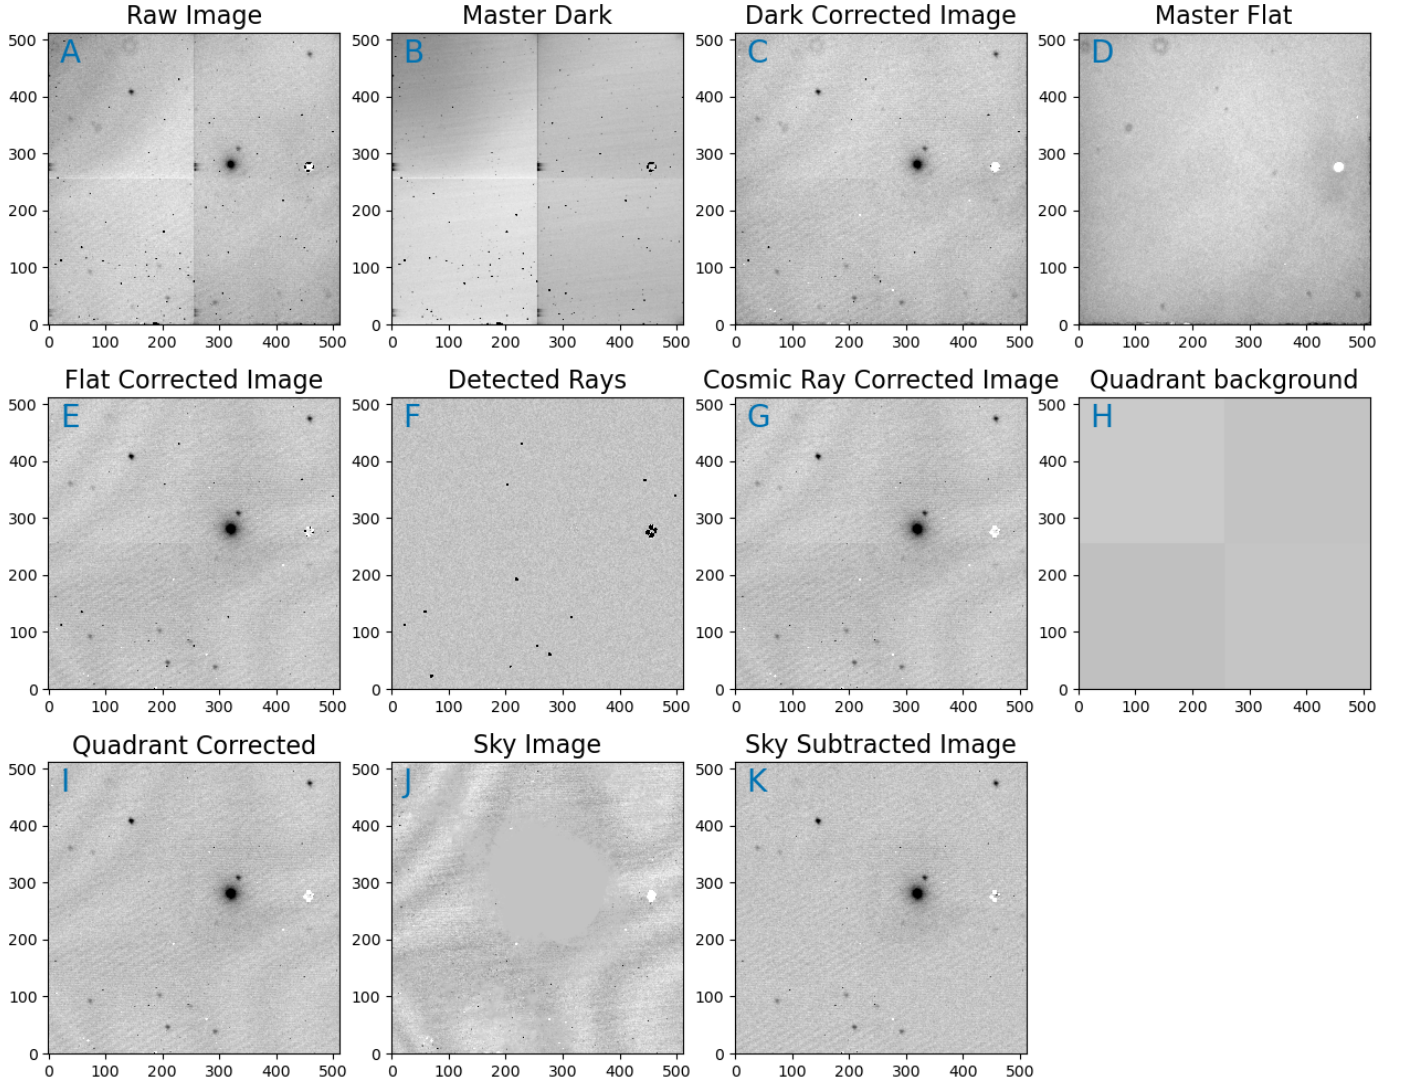 Raw Image
Master Dark
Dark Corrected Image
Master Flat
A
B
C
D
500
400
300
200
100
0
0 100 200 300 400 500
500
400
300
200
100
0
0 100 200 300 400 500
500
400
300
200
100
0
0 100 200 300 400 500
500
400
300
200
100
0
0 100 200 300 400 500
Flat Corrected Image
Detected Rays
Cosmic Ray Corrected Image
Quadrant background
E
F
G
H
500
400
300
200
100
0
0 100 200 300 400 500
500
400
300
200
100
0
0 100 200 300 400 500
500
400
300
200
100
0
0 100 200 300 400 500
500
400
300
200
100
0
0 100 200 300 400 500
Quadrant Corrected
Sky Image
Sky Subtracted Image
I
J
K
500
400
300
200
100
0
0 100 200 300 400 500
500
400
300
200
100
0
0 100 200 300 400 500
500
400
300
200
100
0
0 100 200 300 400 500